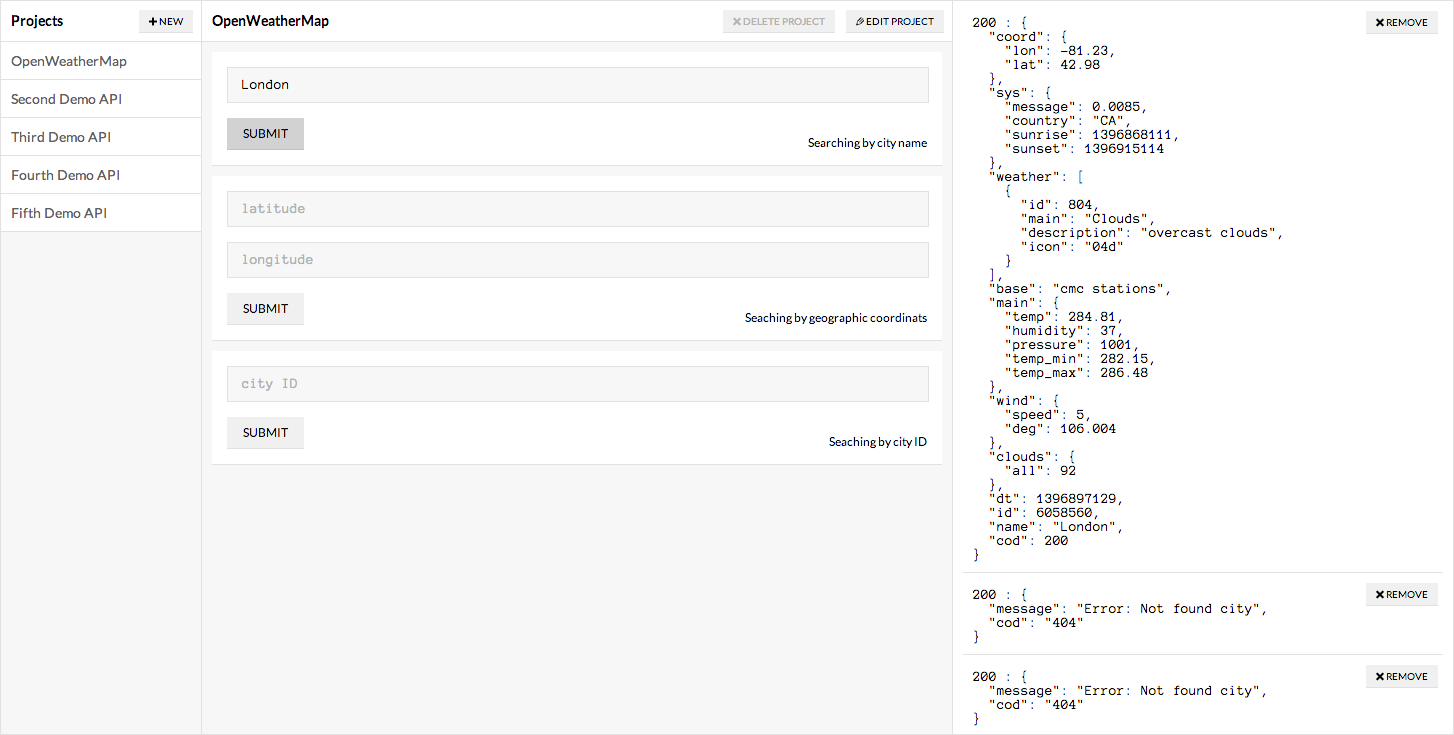 Projects
NEW
OpenWeatherMap
Second Demo API
Third Demo API
Fourth Demo API
Fifth Demo API
OpenWeatherMap
DELETE PROJECT
EDIT PROJECT
London
SUBMIT
Searching by city name
latitude
longitude
SUBMIT
Seaching by geographic coordinats
city ID
SUBMIT
Seaching by city ID
REMOVE
200 : {
  "coord": {
    "lon": -81.23,
    "lat": 42.98
  },
  "sys": {
    "message": 0.0085,
    "country": "CA",
    "sunrise": 1396868111,
    "sunset": 1396915114
  },
  "weather": [
    {
      "id": 804,
      "main": "Clouds",
      "description": "overcast clouds",
      "icon": "04d"
    }
  ],
  "base": "cmc stations",
  "main": {
    "temp": 284.81,
    "humidity": 37,
    "pressure": 1001,
    "temp_min": 282.15,
    "temp_max": 286.48
  },
  "wind": {
    "speed": 5,
    "deg": 106.004
  },
  "clouds": {
    "all": 92
  },
  "dt": 1396897129,
  "id": 6058560,
  "name": "London",
  "cod": 200
}
REMOVE
200 : {
  "message": "Error: Not found city",
  "cod": "404"
}
REMOVE
200 : {
  "message": "Error: Not found city",
  "cod": "404"
}